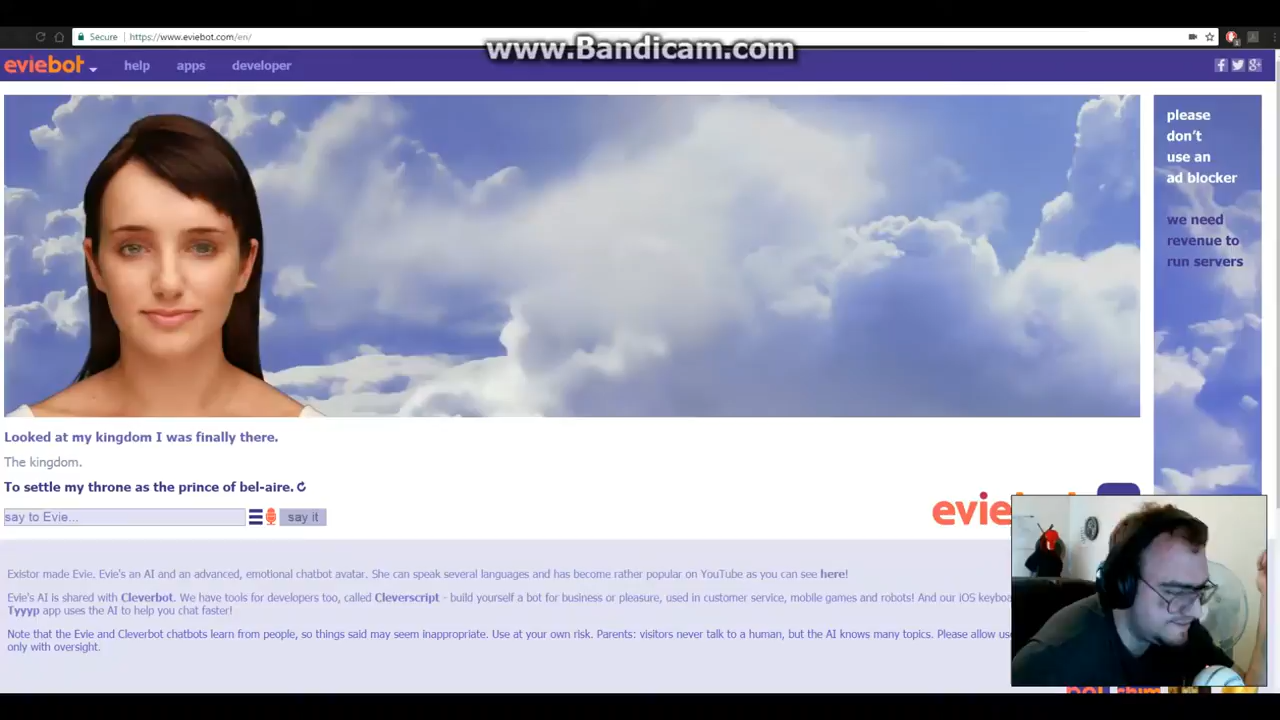 www.Bandicam.com
Secure | https://www.eviebot.com/en/
eviebot help apps developer
please
don't
use an
ad blocker
we need
revenue to
run servers
Looked at my kingdom I was finally there.
The kingdom.
To settle my throne as the prince of bel-aire.
say to Evie... say it
evie
Existor made Evie. Evie's an AI and an advanced, emotional chatbot avatar. She can speak several languages and has become rather popular on YouTube as you can see here!
Evie's AI is shared with Cleverbot. We have tools for developers too, called Cleverscript - build yourself a bot for business or pleasure, used in customer service, mobile games and robots! And our iOS keyboa
Tyyyp app uses the AI to help you chat faster!
Note that the Evie and Cleverbot chatbots learn from people, so things said may seem inappropriate. Use at your own risk. Parents: visitors never talk to a human, but the AI knows many topics. Please allow us
only with oversight.